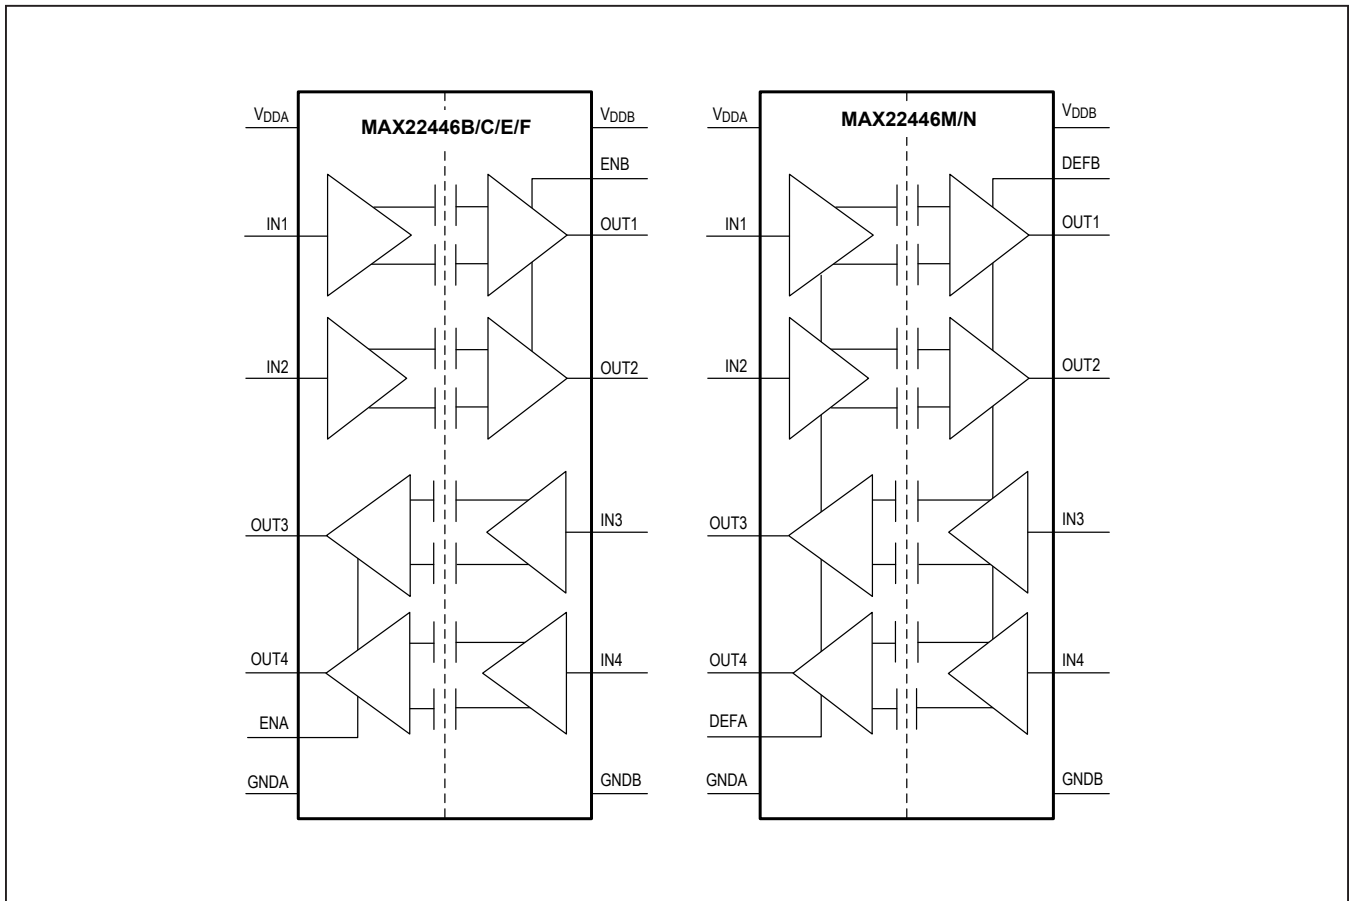 MAX22446B/C/E/F
VDDA
VDDB
ENB
IN1
OUT1
IN2
OUT2
OUT3
IN3
OUT4
IN4
ENA
GNDA
GNDB
MAX22446M/N
VDDA
VDDB
DEFB
IN1
OUT1
IN2
OUT2
OUT3
IN3
OUT4
IN4
DEFA
GNDA
GNDB